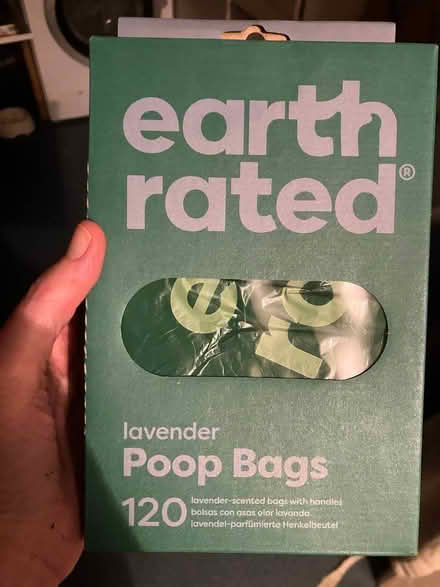 earth
rated®
e ra
lavender
Poop Bags
120
lavender-scented bags with handles
bolsas con asas olor lavanda
lavendel-parfümierte Henkelbeutel